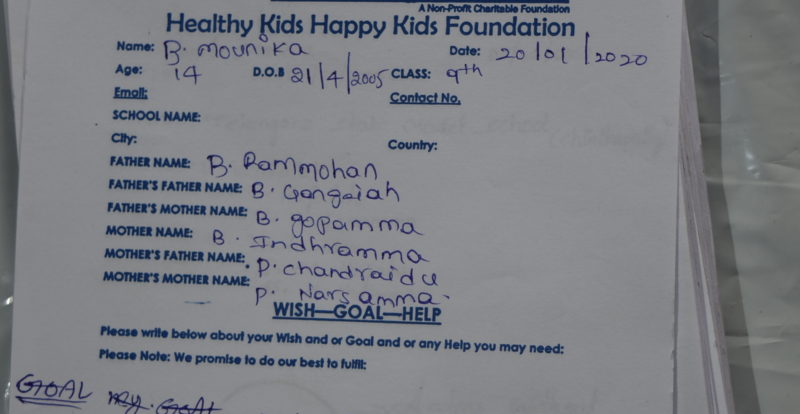 A Non-Profit Charitable Foundation
Healthy Kids Happy Kids Foundation
Name: B. mounika Date: 20/01/2020
Age: 14 D.O.B 21/4/2005 CLASS: 9th
Email: Contact No.
SCHOOL NAME:
City: Country:
FATHER NAME: B. Rammohan
FATHER'S FATHER NAME: B. Gangaiah
FATHER'S MOTHER NAME: B. gopamma
MOTHER NAME: B. Indhramma
MOTHER'S FATHER NAME: P. chandraidu
MOTHER'S MOTHER NAME: P. Narsamma.
WISH—GOAL—HELP
Please write below about your Wish and or Goal and or any Help you may need:
Please Note: We promise to do our best to fulfil:
GOAL my Goal